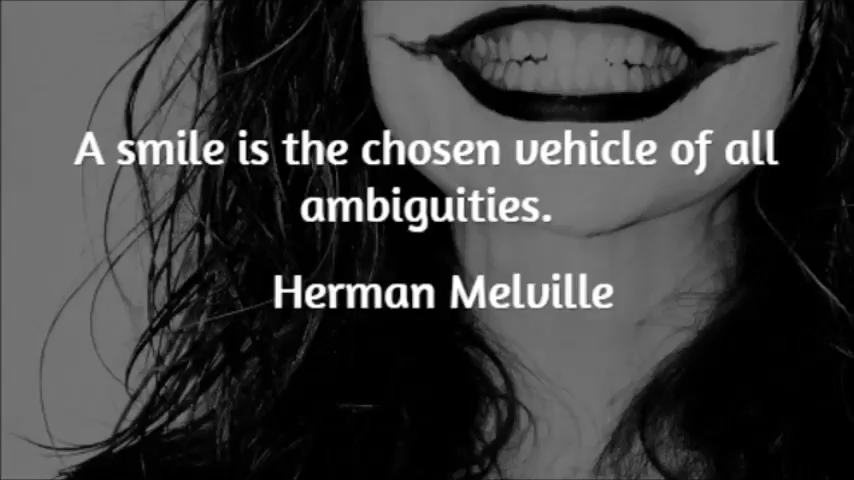 A smile is the chosen vehicle of all
ambiguities.
Herman Melville